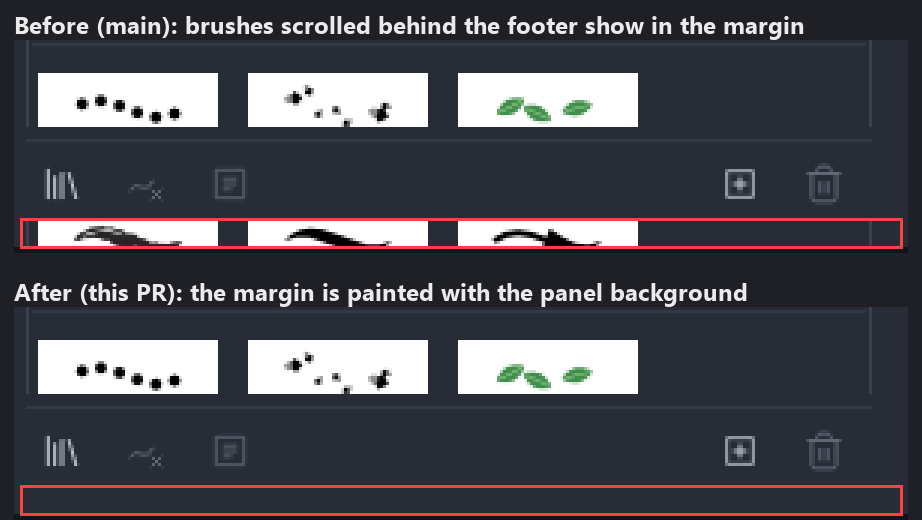 Before (main): brushes scrolled behind the footer show in the margin
After (this PR): the margin is painted with the panel background